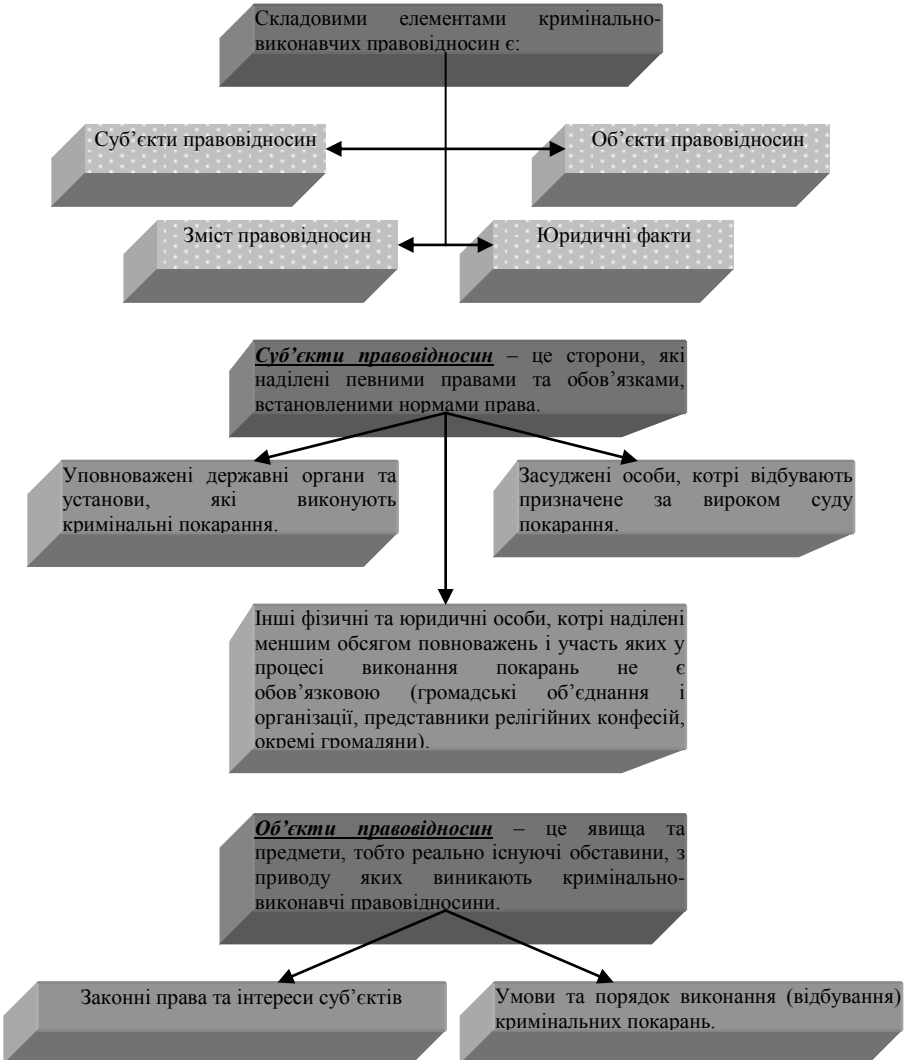 Складовими елементами кримінально-
виконавчих правовідносин є:
Суб’єкти правовідносин
Об’єкти правовідносин
Зміст правовідносин
Юридичні факти
Суб’єкти правовідносин – це сторони, які
наділені певними правами та обов’язками,
встановленими нормами права.
Уповноважені державні органи та
установи, які виконують
кримінальні покарання.
Засуджені особи, котрі відбувають
призначене за вироком суду
покарання.
Інші фізичні та юридичні особи, котрі наділені
меншим обсягом повноважень і участь яких у
процесі виконання покарань не є
обов’язковою (громадські об’єднання і
організації, представники релігійних конфесій,
окремі громадяни).
Об’єкти правовідносин – це явища та
предмети, тобто реально існуючі обставини, з
приводу яких виникають кримінально-
виконавчі правовідносини.
Законні права та інтереси суб’єктів
Умови та порядок виконання (відбування)
кримінальних покарань.